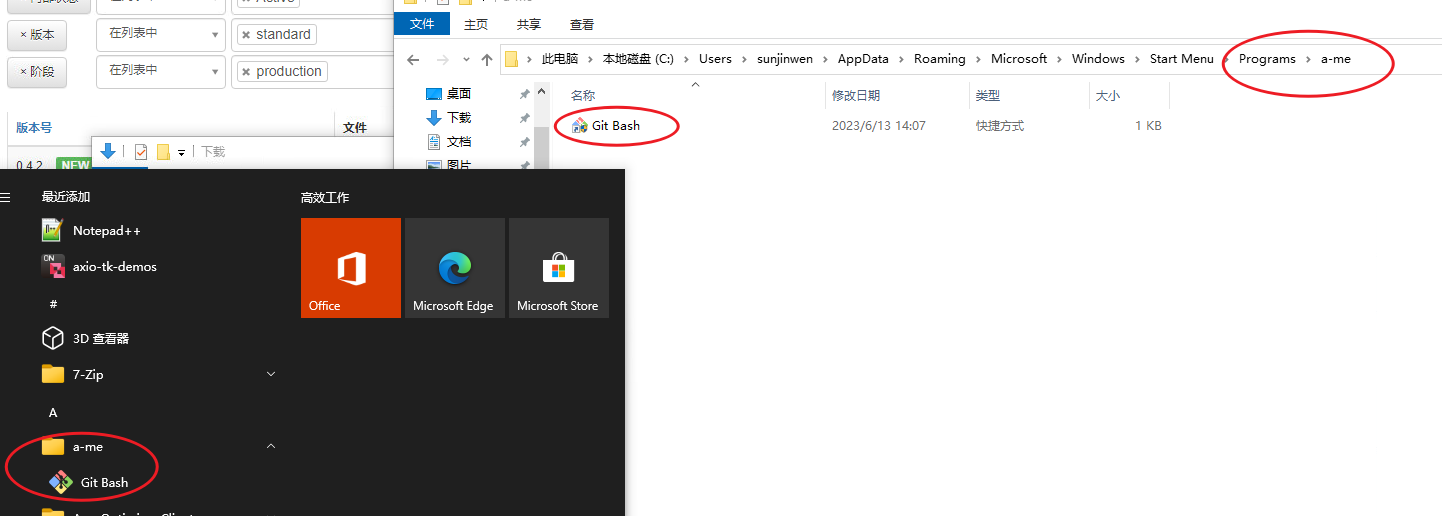 Active
× 版本
在列表中
standard
× 阶段
在列表中
production
版本号
文件
0.4.2
NEW
下载
文件
主页
共享
查看
此电脑 > 本地磁盘 (C:) > Users > sunjinwen > AppData > Roaming > Microsoft > Windows > Start Menu > Programs > a-me
桌面
下载
文档
图片
名称
修改日期
类型
大小
Git Bash
2023/6/13 14:07
快捷方式
1 KB
最近添加
Notepad++
ON
axio-tk-demos
#
3D 查看器
7-Zip
A
a-me
Git Bash
高效工作
Office
Microsoft Edge
Microsoft Store